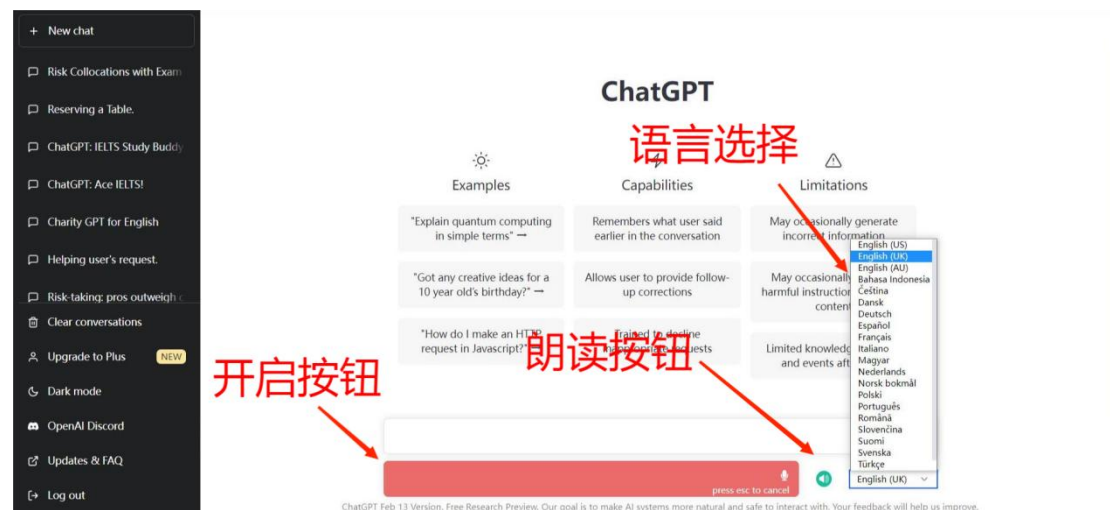 + New chat
Risk Collocations with Exam
Reserving a Table.
ChatGPT: IELTS Study Buddy
ChatGPT: Ace IELTS!
Charity GPT for English
Helping user's request.
Risk-taking: pros outweigh c
Clear conversations
Upgrade to Plus NEW
Dark mode
OpenAI Discord
Updates & FAQ
Log out
ChatGPT
语言选择
Examples
"Explain quantum computing
in simple terms" →
"Got any creative ideas for a
10 year old's birthday?" →
"How do I make an HTTP
request in Javascript?"
Capabilities
Remembers what user said
earlier in the conversation
Allows user to provide follow-
up corrections
Trained to decline
inappropriate requests
Limitations
May occasionally generate
incorrect information
May occasionally
harmful instruction
content
Limited knowledg
and events aft
English (US)
English (UK)
English (AU)
Bahasa Indonesia
Čeština
Dansk
Deutsch
Español
Français
Italiano
Magyar
Nederlands
Norsk bokmål
Polski
Português
Română
Slovenčina
Suomi
Svenska
Türkçe
开启按钮
朗读按钮
press esc to cancel
English (UK)
ChatGPT Feb 13 Version. Free Research Preview. Our goal is to make AI systems more natural and safe to interact with. Your feedback will help us improve.